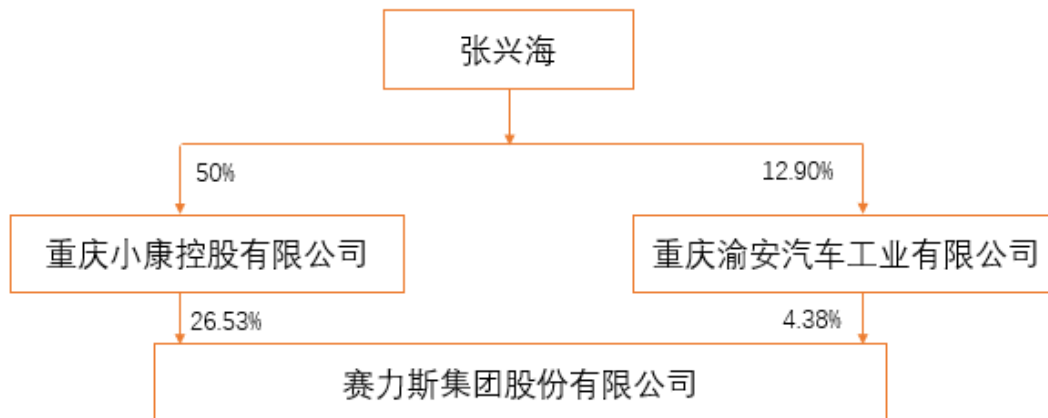 张兴海
50%
12.90%
重庆小康控股有限公司
重庆渝安汽车工业有限公司
26.53%
4.38%
赛力斯集团股份有限公司